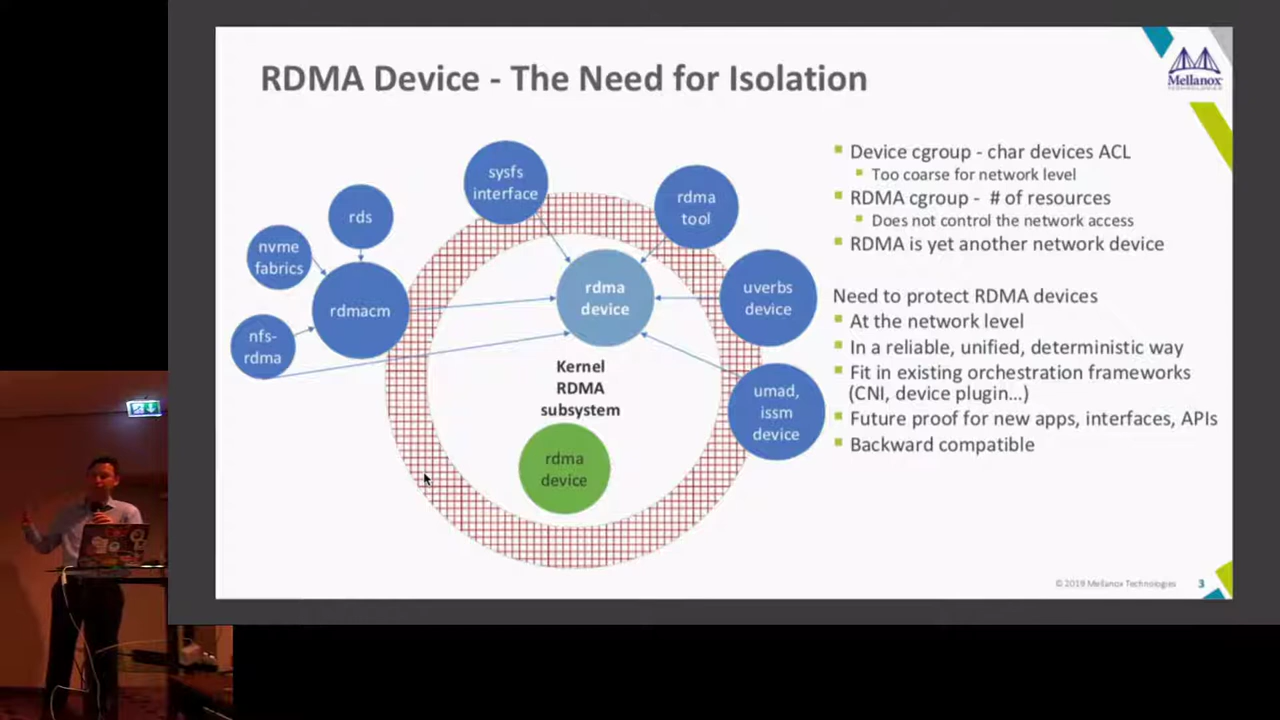 RDMA Device - The Need for Isolation
Mellanox
TECHNOLOGIES
sysfs
interface
rdma
tool
rds
nvme
fabrics
rdmacm
nfs-
rdma
rdma
device
uverbs
device
umad,
issm
device
Kernel
RDMA
subsystem
rdma
device
Device cgroup - char devices ACL
Too coarse for network level
RDMA cgroup - # of resources
Does not control the network access
RDMA is yet another network device
Need to protect RDMA devices
At the network level
In a reliable, unified, deterministic way
Fit in existing orchestration frameworks
(CNI, device plugin...)
Future proof for new apps, interfaces, APIs
Backward compatible
© 2019 Mellanox Technologies
3